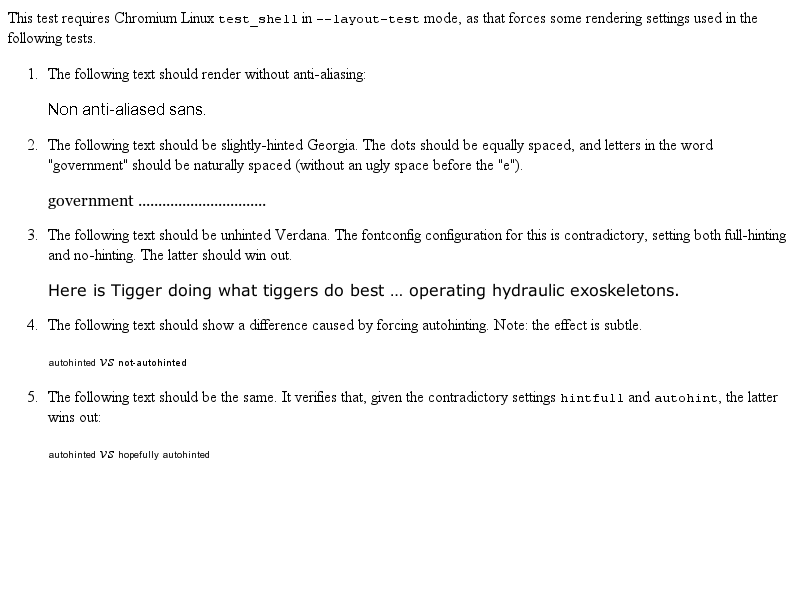 This test requires Chromium Linux test_shell in --layout-test mode, as that forces some rendering settings used in the
following tests.
1. The following text should render without anti-aliasing:
Non anti-aliased sans.
2. The following text should be slightly-hinted Georgia. The dots should be equally spaced, and letters in the word
"government" should be naturally spaced (without an ugly space before the "e").
government ................................
3. The following text should be unhinted Verdana. The fontconfig configuration for this is contradictory, setting both full-hinting
and no-hinting. The latter should win out.
Here is Tigger doing what tiggers do best … operating hydraulic exoskeletons.
4. The following text should show a difference caused by forcing autohinting. Note: the effect is subtle.
autohinted VS not-autohinted
5. The following text should be the same. It verifies that, given the contradictory settings hintfull and autohint, the latter
wins out:
autohinted VS hopefully autohinted